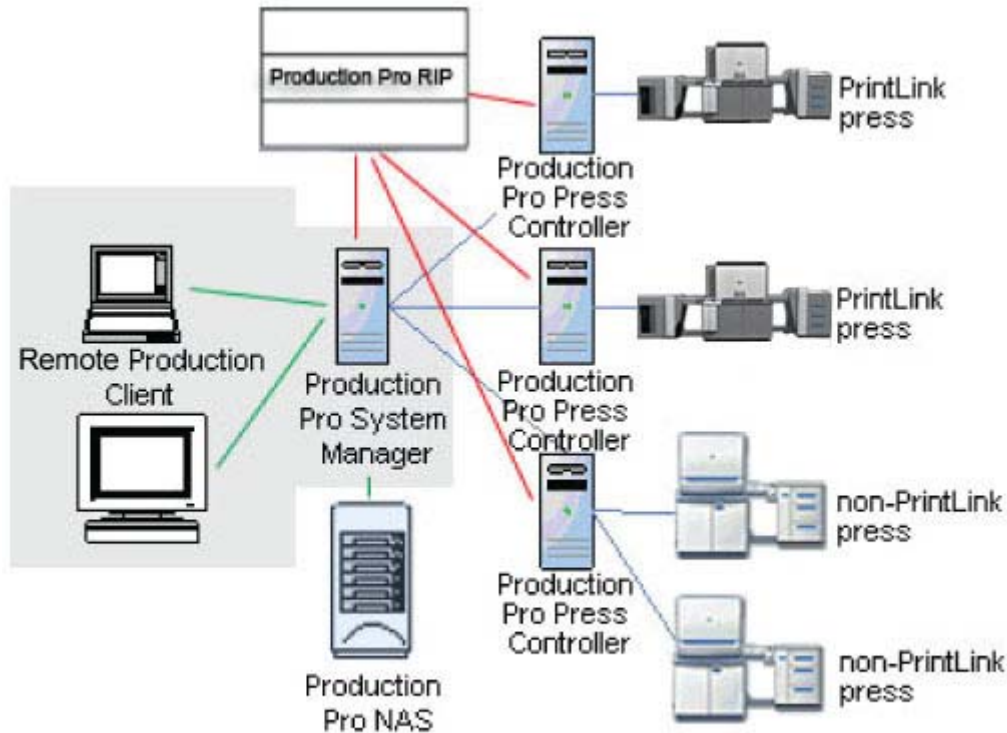 Production Pro RIP
PrintLink
press
Production
Pro Press
Controller
Remote Production
Client
Production
Pro System
Manager
PrintLink
press
Production
Pro Press
Controller
non-PrintLink
press
Production
Pro Press
Controller
Production
Pro NAS
non-PrintLink
press